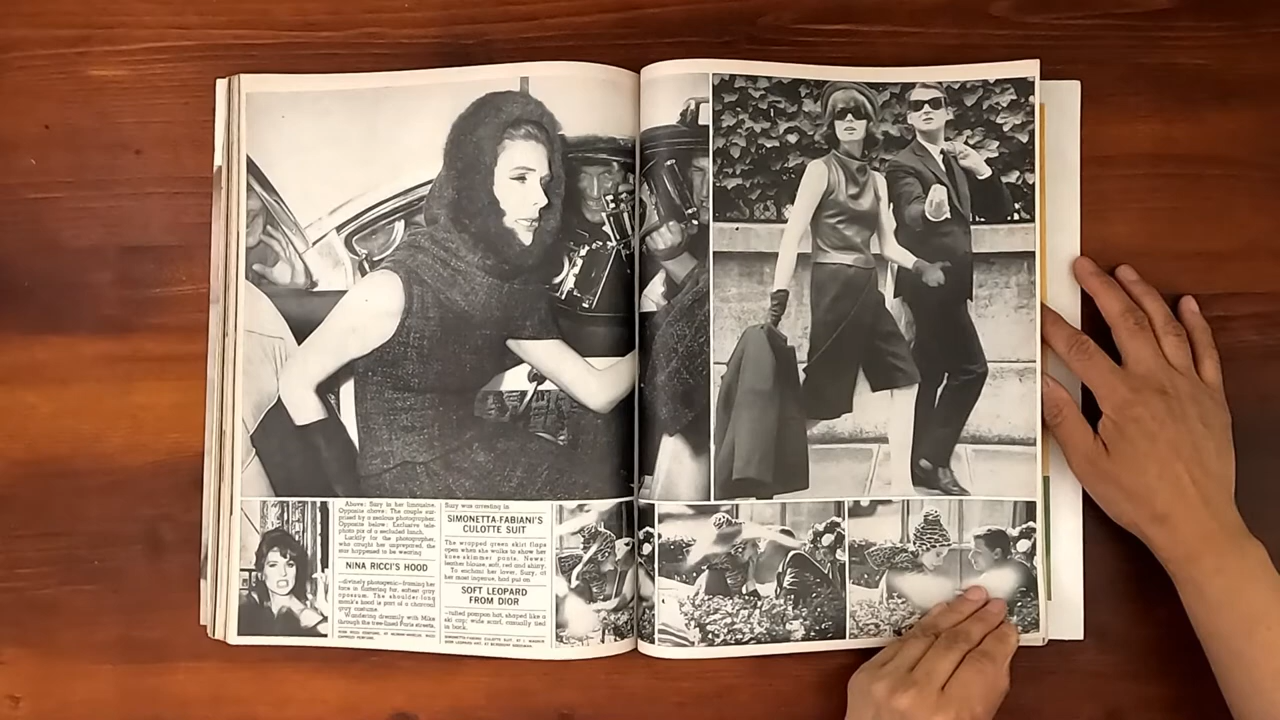 Above: Suzy in her limousine.
Opposite above: The couple sur-
prised by a zealous photographer.
Opposite below: Exclusive tele-
photo pix of a secluded lunch.
Luckily for the photographer,
who caught her unprepared, the
star happened to be wearing
NINA RICCI'S HOOD
—divinely photogenic—framing her
face in flattering fur, softest gray
opossum. The shoulder-long
monk's hood is part of a charcoal
gray costume.
Wandering dreamily with Mike
through the tree-lined Paris streets,
Suzy was arresting in
SIMONETTA-FABIANI'S
CULOTTE SUIT
The wrapped green skirt flaps
open when she walks to show her
knee-skimmer pants. News:
leather blouse, soft, red and shiny.
To enchant her lover, Suzy, at
her most ingenue, had put on
SOFT LEOPARD
FROM DIOR
—tufted pompon hat, shaped like a
ski cap; wide scarf, casually tied
in back.